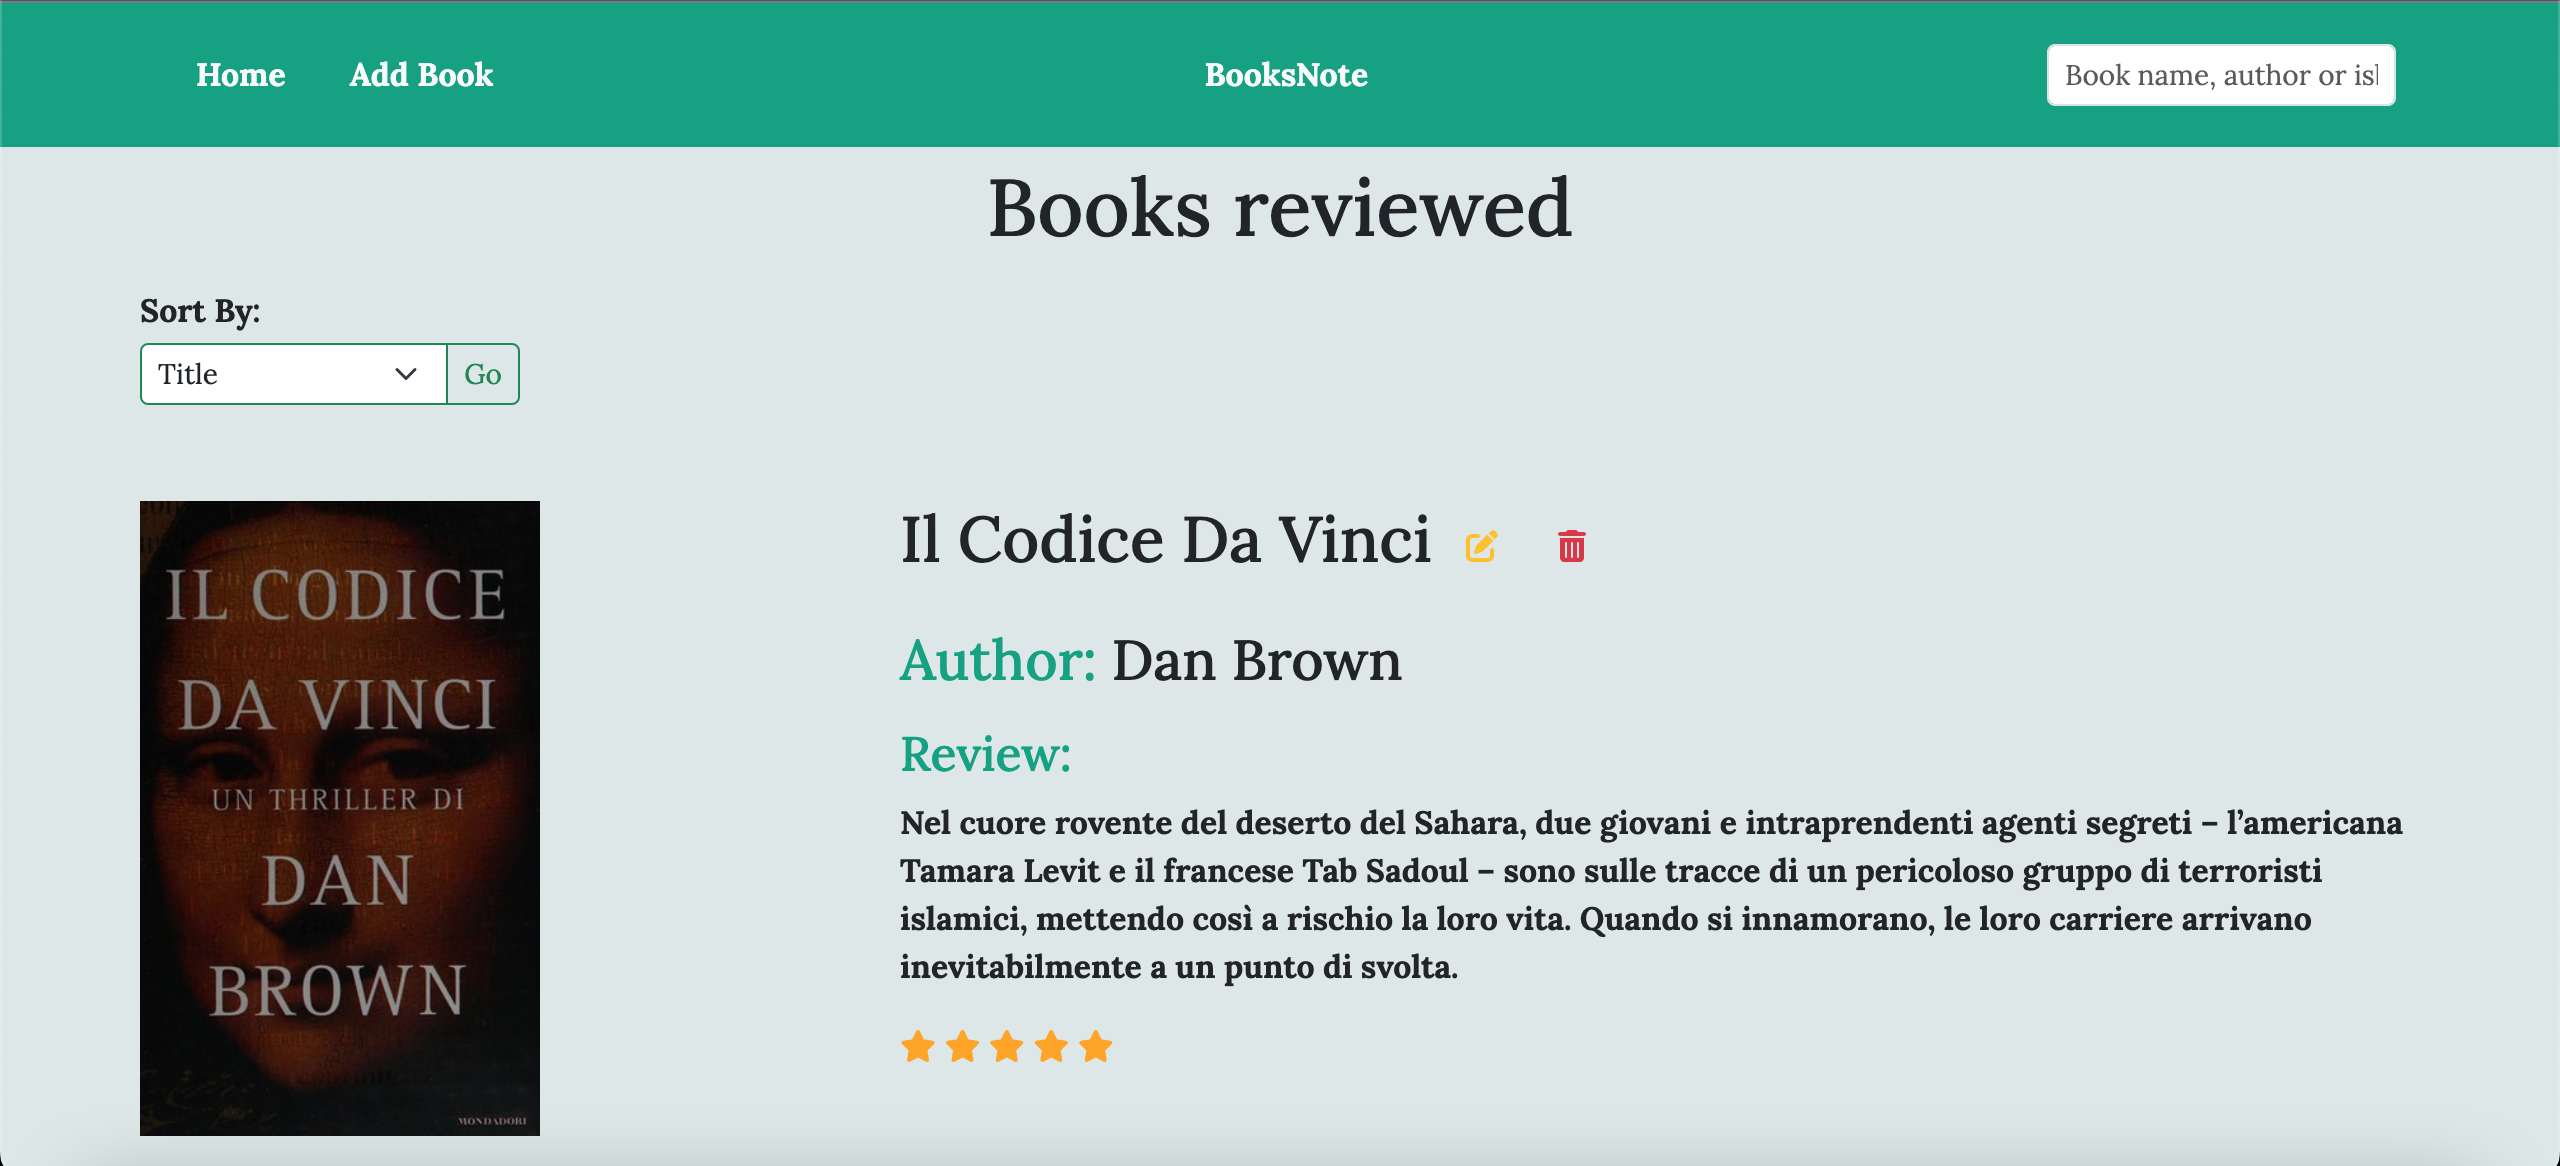 Home Add Book BooksNote Book name, author or is
Books reviewed
Sort By:
Title Go
IL CODICE
DA VINCI
UN THRILLER DI
DAN
BROWN
MONDADORI
Il Codice Da Vinci
Author: Dan Brown
Review:
Nel cuore rovente del deserto del Sahara, due giovani e intraprendenti agenti segreti – l’americana
Tamara Levit e il francese Tab Sadoul – sono sulle tracce di un pericoloso gruppo di terroristi
islamici, mettendo così a rischio la loro vita. Quando si innamorano, le loro carriere arrivano
inevitabilmente a un punto di svolta.